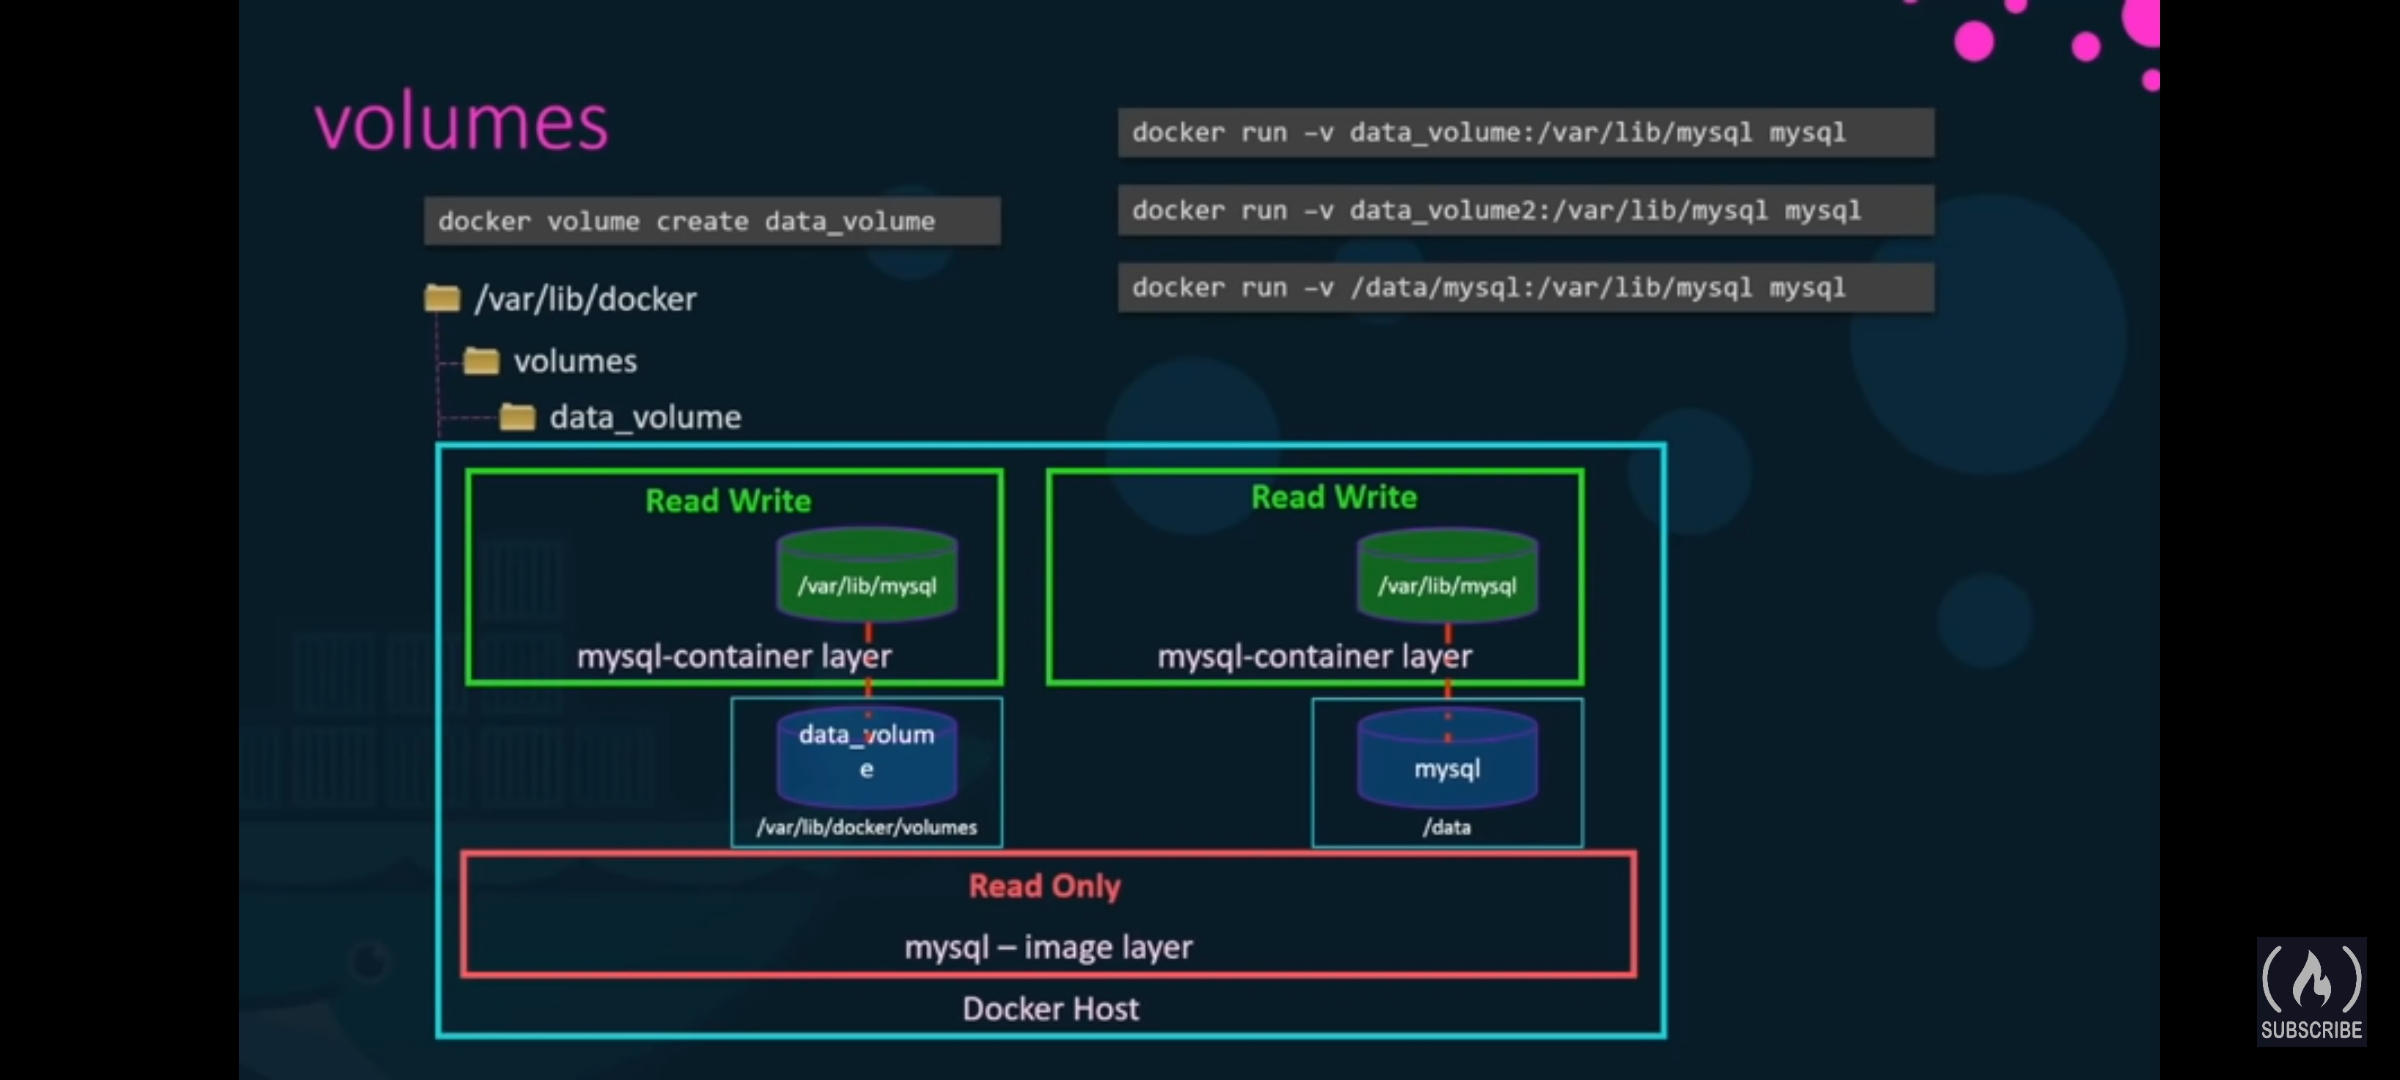 volumes
docker volume create data_volume
/var/lib/docker
volumes
data_volume
docker run –v data_volume:/var/lib/mysql mysql
docker run –v data_volume2:/var/lib/mysql mysql
docker run –v /data/mysql:/var/lib/mysql mysql
Read Write
/var/lib/mysql
mysql-container layer
data_volum
e
/var/lib/docker/volumes
Read Write
/var/lib/mysql
mysql-container layer
mysql
/data
Read Only
mysql – image layer
Docker Host
SUBSCRIBE